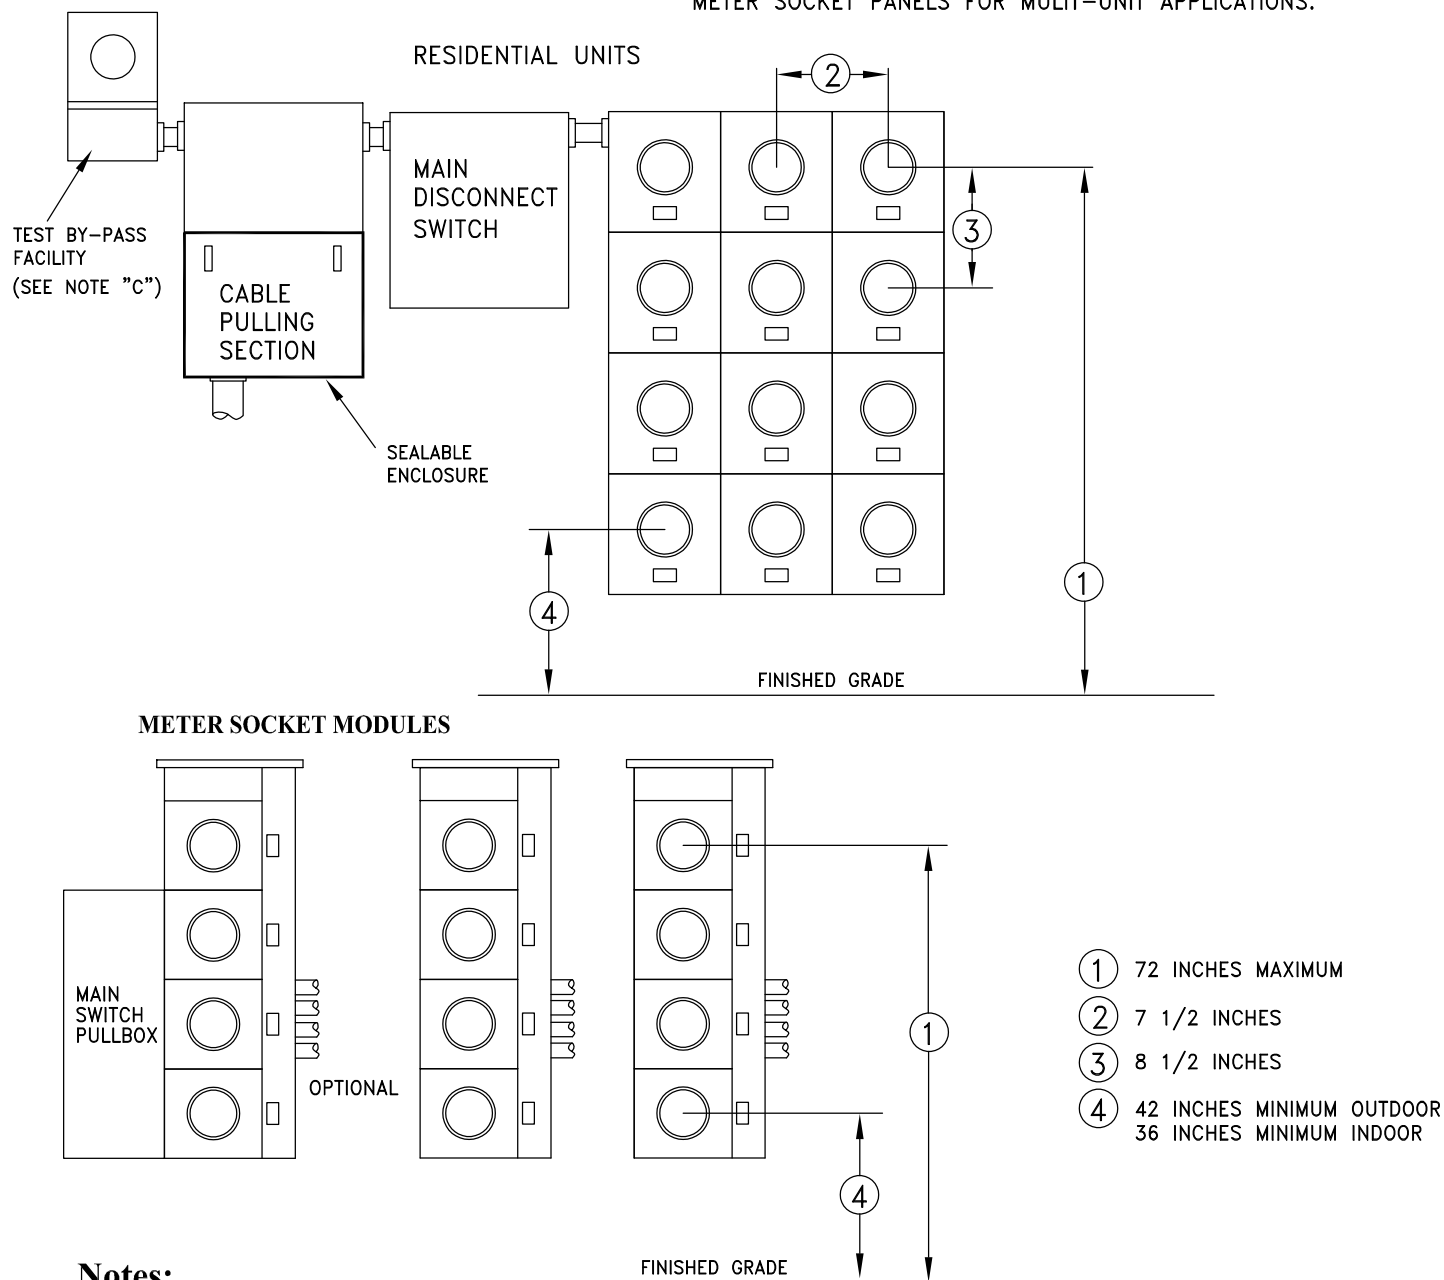 METER SOCKET PANELS FOR MULIT-UNIT APPLICATIONS.
RESIDENTIAL UNITS
2
MAIN
DISCONNECT
SWITCH
3
TEST BY-PASS
FACILITY
(SEE NOTE "C")
CABLE
PULLING
SECTION
SEALABLE
ENCLOSURE
1
4
FINISHED GRADE
METER SOCKET MODULES
MAIN
SWITCH
PULLBOX
OPTIONAL
1
4
1 72 INCHES MAXIMUM
2 7 1/2 INCHES
3 8 1/2 INCHES
4 42 INCHES MINIMUM OUTDOOR
36 INCHES MINIMUM INDOOR
FINISHED GRADE
Notes: